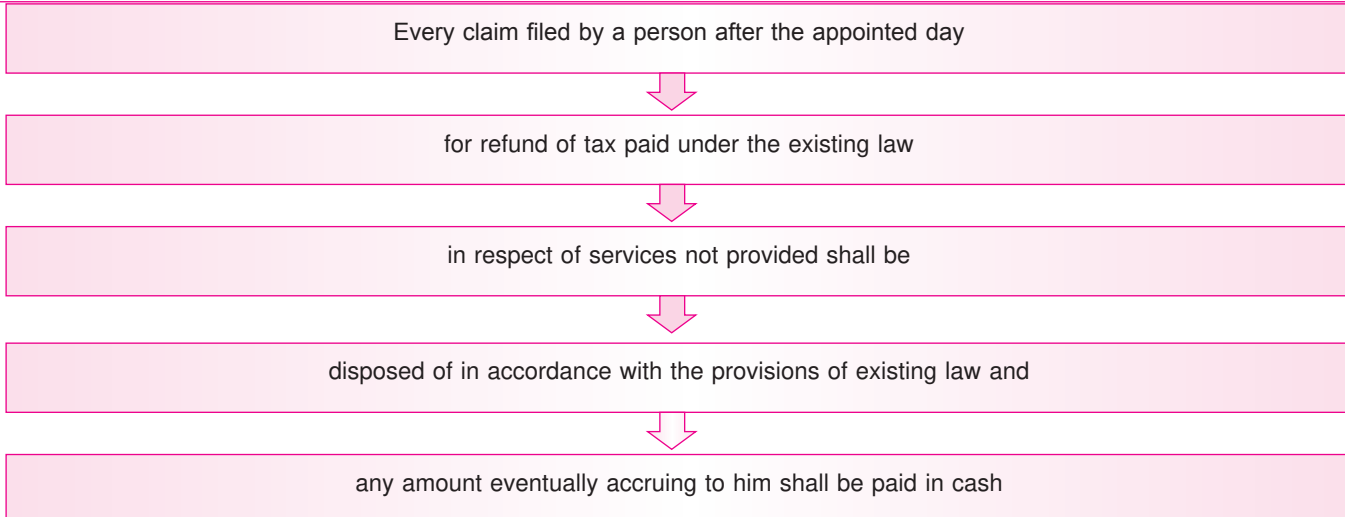 Every claim filed by a person after the appointed day
for refund of tax paid under the existing law
in respect of services not provided shall be
disposed of in accordance with the provisions of existing law and
any amount eventually accruing to him shall be paid in cash